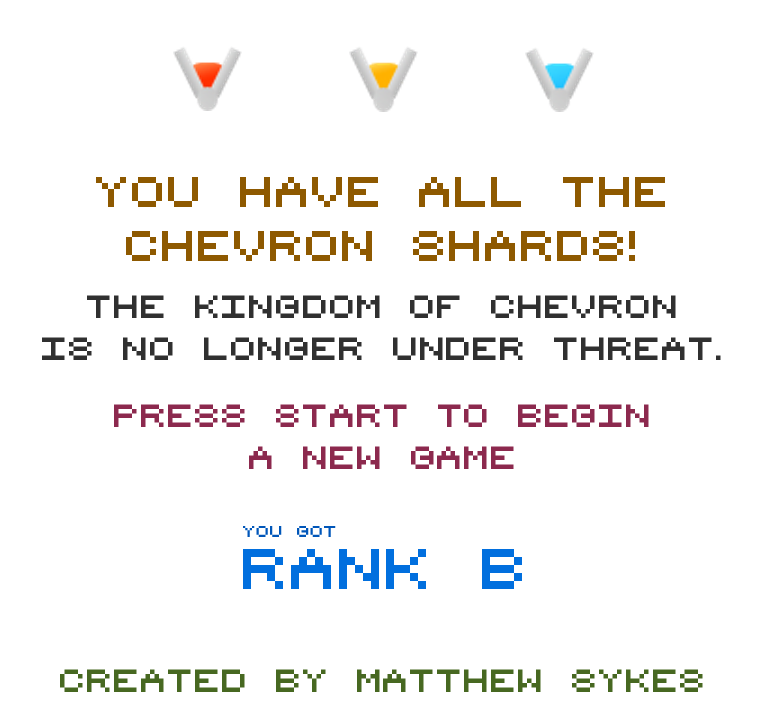 YOU HAVE ALL THE
CHEVRON SHARDS!
THE KINGDOM OF CHEVRON
IS NO LONGER UNDER THREAT.
PRESS START TO BEGIN
A NEW GAME
YOU GOT
RANK B
CREATED BY MATTHEW SYKES